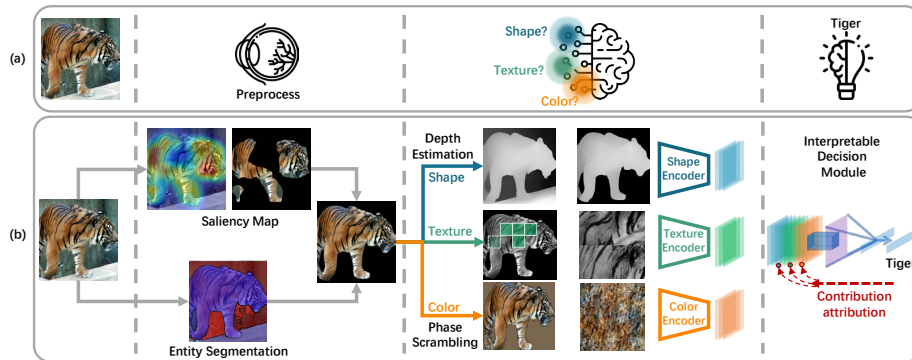 (a)
Preprocess
Shape?
Texture?
Color?
Tiger
(b)
Saliency Map
Entity Segmentation
Depth
Estimation
Shape
Texture
Color
Phase
Scrambling
Shape
Encoder
Texture
Encoder
Color
Encoder
Interpretable
Decision
Module
Tiger
Contribution
attribution